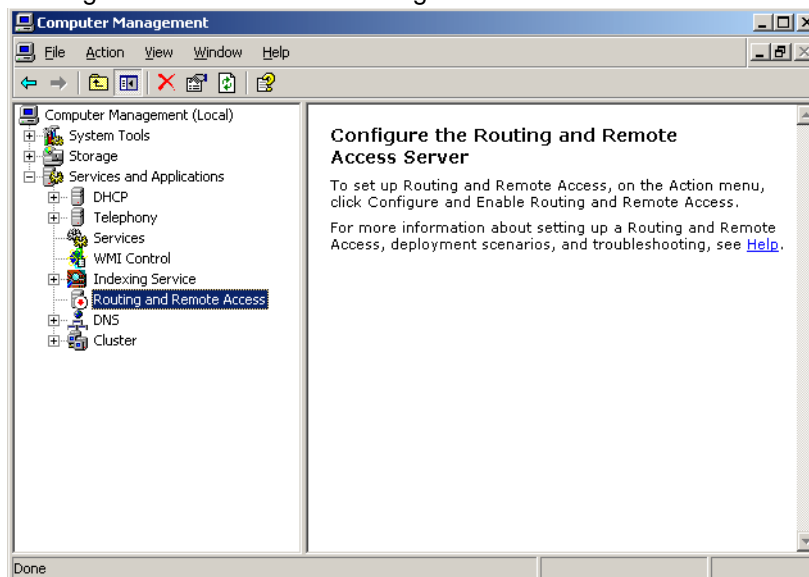 Computer Management
File Action View Window Help
Computer Management (Local)
System Tools
Storage
Services and Applications
DHCP
Telephony
Services
WMI Control
Indexing Service
Routing and Remote Access
DNS
Cluster
Configure the Routing and Remote
Access Server
To set up Routing and Remote Access, on the Action menu,
click Configure and Enable Routing and Remote Access.
For more information about setting up a Routing and Remote
Access, deployment scenarios, and troubleshooting, see Help.
Done